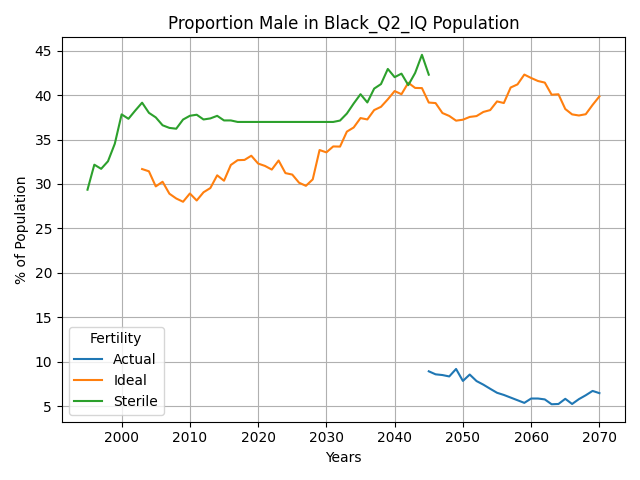 Proportion Male in Black_Q2_IQ Population
% of Population
45
40
35
30
25
20
15
10
5
Fertility
Actual
Ideal
Sterile
2000 2010 2020 2030 2040 2050 2060 2070
Years